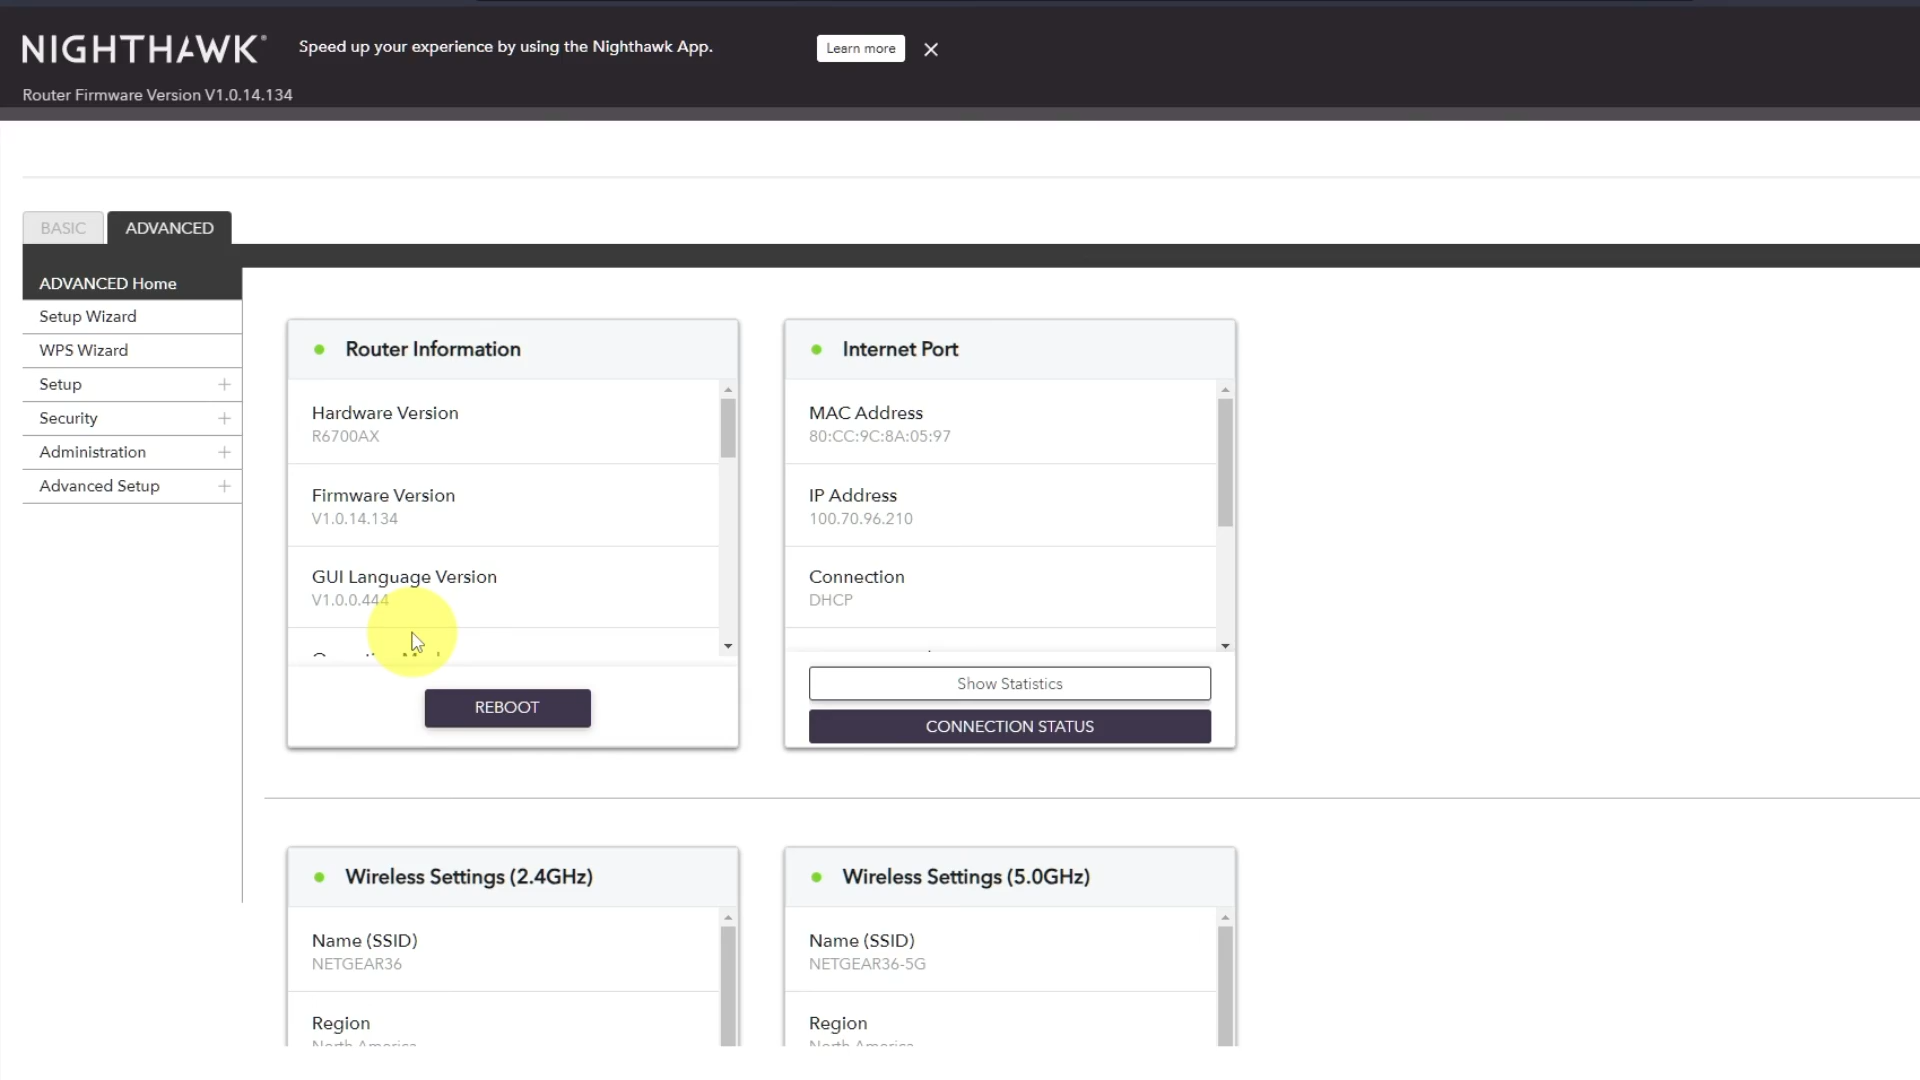 NIGHTHAWK®
Speed up your experience by using the Nighthawk App.
Learn more
Router Firmware Version V1.0.14.134
BASIC
ADVANCED
ADVANCED Home
Setup Wizard
WPS Wizard
Setup
Security
Administration
Advanced Setup
Router Information
Hardware Version
R6700AX
Firmware Version
V1.0.14.134
GUI Language Version
V1.0.0.444
REBOOT
Internet Port
MAC Address
80:CC:9C:8A:05:97
IP Address
100.70.96.210
Connection
DHCP
Show Statistics
CONNECTION STATUS
Wireless Settings (2.4GHz)
Name (SSID)
NETGEAR36
Region
North America
Wireless Settings (5.0GHz)
Name (SSID)
NETGEAR36-5G
Region
North America